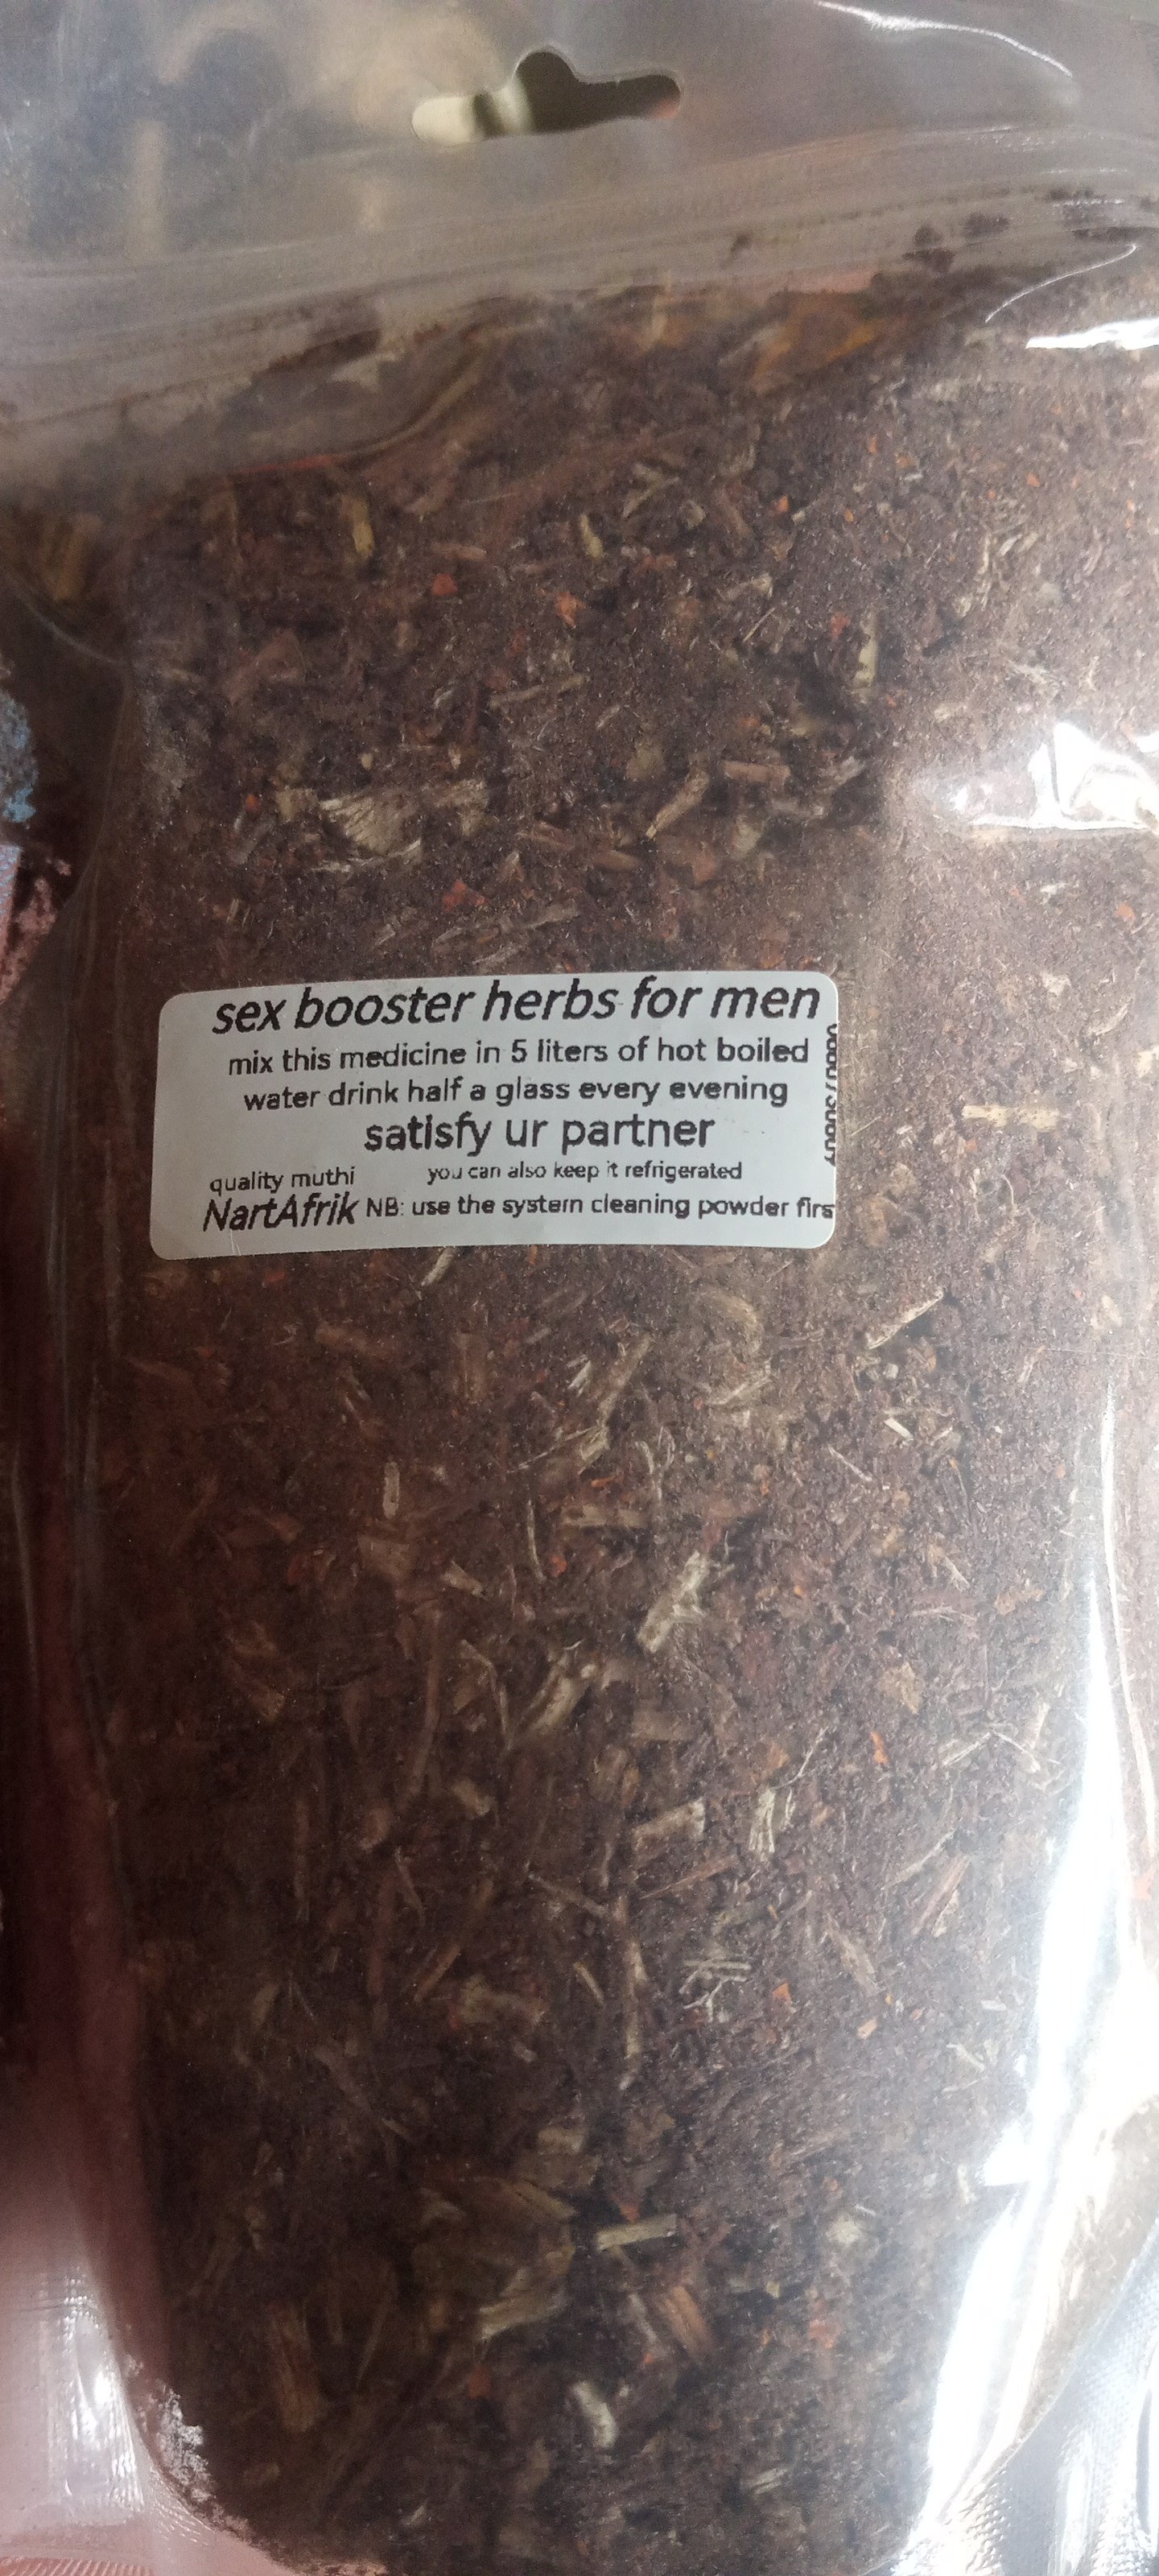 sex booster herbs for men
mix this medicine in 5 liters of hot boiled
water drink half a glass every evening
satisfy ur partner
quality muthi you can also keep it refrigerated
NartAfrik NB: use the system cleaning powder firs